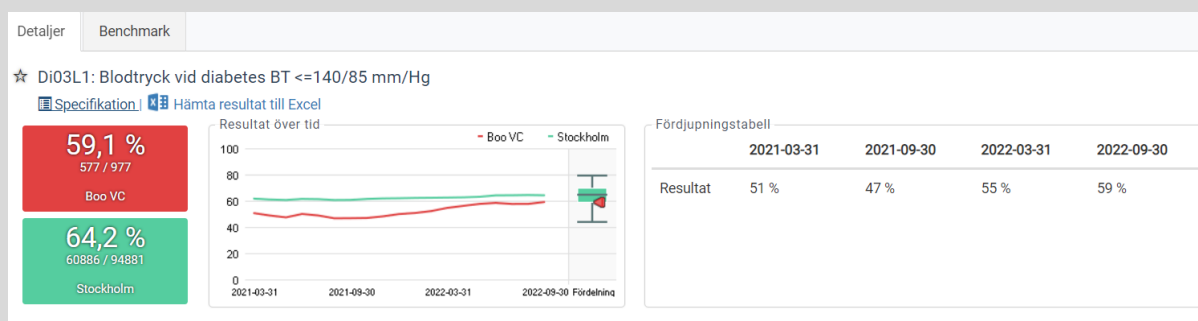 Detaljer Benchmark
Di03L1: Blodtryck vid diabetes BT <=140/85 mm/Hg
Specifikation | Hämta resultat till Excel
59,1 %
577 / 977
Boo VC
64,2 %
60886 / 94881
Stockholm
Resultat över tid
Boo VC Stockholm
100
80
60
40
20
0
2021-03-31 2021-09-30 2022-03-31 2022-09-30 Fördelning
Fördjupningstabell
2021-03-31 2021-09-30 2022-03-31 2022-09-30
Resultat 51 % 47 % 55 % 59 %